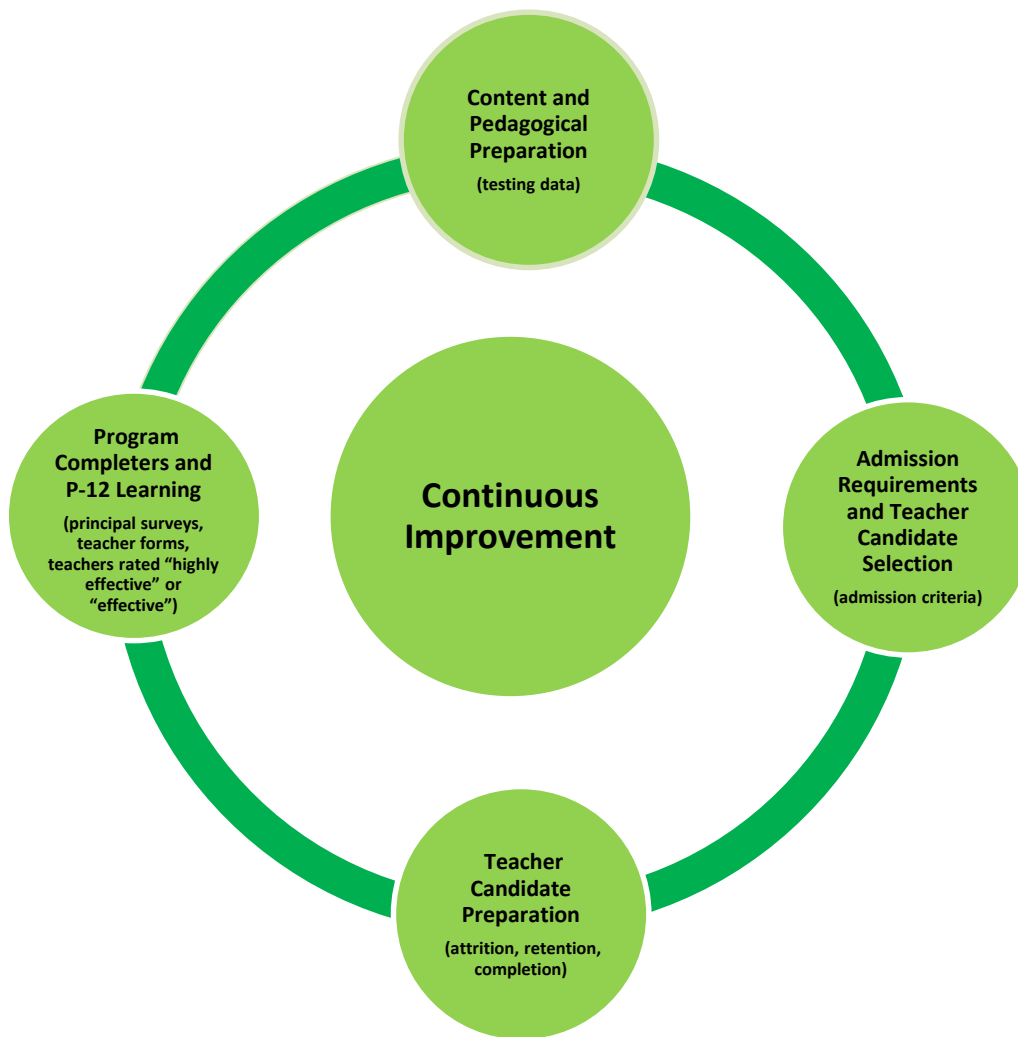 Content and
Pedagogical
Preparation
(testing data)
Program
Completers and
P-12 Learning
(principal surveys,
teacher forms,
teachers rated “highly
effective” or
“effective”)
Continuous
Improvement
Admission
Requirements
and Teacher
Candidate
Selection
(admission criteria)
Teacher
Candidate
Preparation
(attrition, retention,
completion)